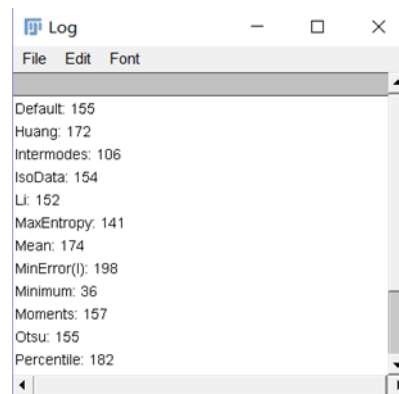 Log
File Edit Font
Default: 155
Huang: 172
Intermodes: 106
IsoData: 154
Li: 152
MaxEntropy: 141
Mean: 174
MinError(I): 198
Minimum: 36
Moments: 157
Otsu: 155
Percentile: 182